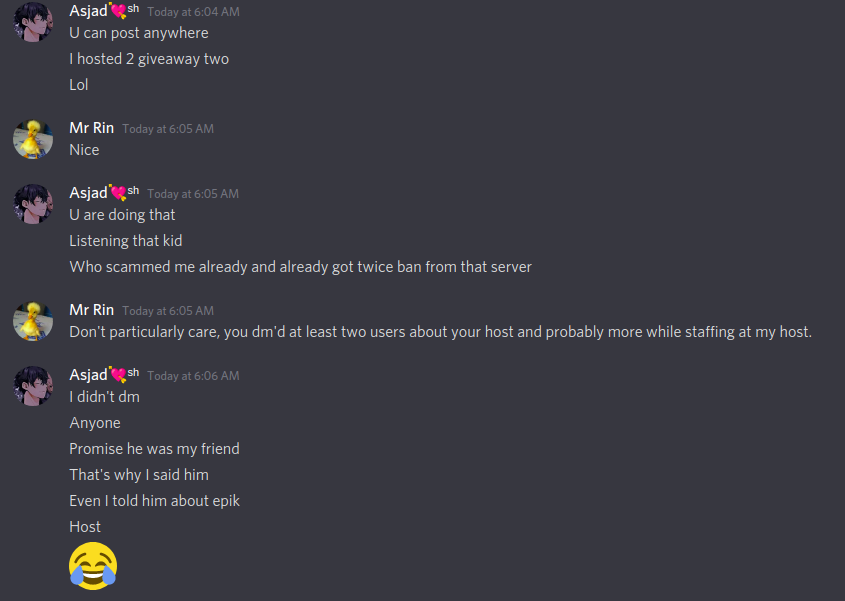 Asjad💘sh Today at 6:04 AM
U can post anywhere
I hosted 2 giveaway two
Lol
Mr Rin Today at 6:05 AM
Nice
Asjad💘sh Today at 6:05 AM
U are doing that
Listening that kid
Who scammed me already and already got twice ban from that server
Mr Rin Today at 6:05 AM
Don't particularly care, you dm'd at least two users about your host and probably more while staffing at my host.
Asjad💘sh Today at 6:06 AM
I didn't dm
Anyone
Promise he was my friend
That's why I said him
Even I told him about epik
Host
😂